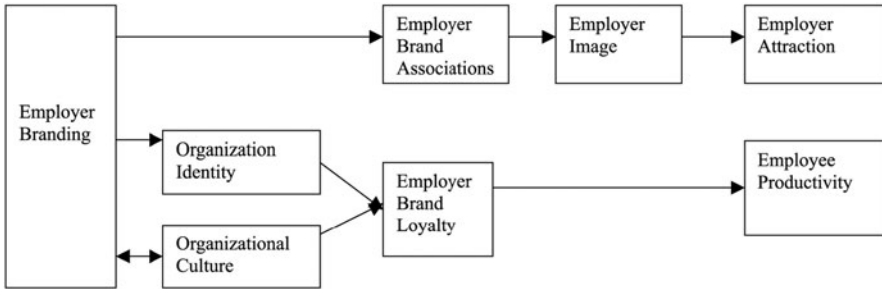 Employer
Branding
Employer
Brand
Associations
Employer
Image
Employer
Attraction
Organization
Identity
Organizational
Culture
Employer
Brand
Loyalty
Employee
Productivity